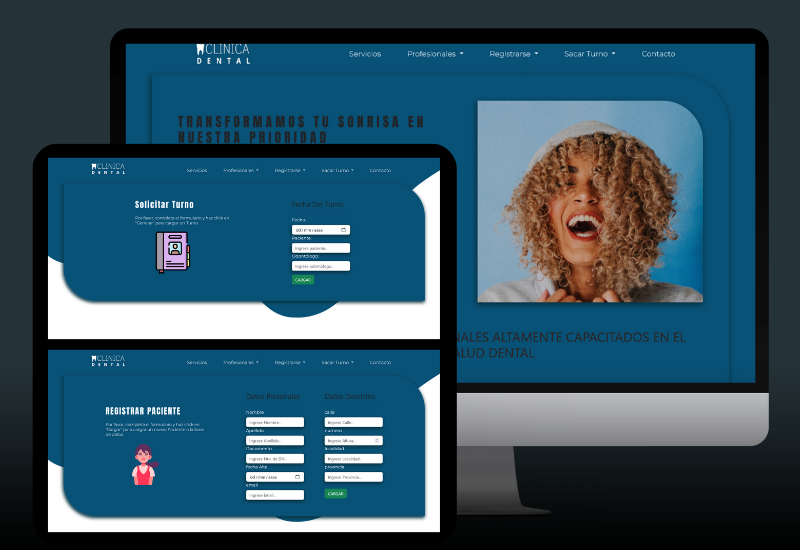 CLINICA
DENTAL
Servicios
Profesionales
Registrarse
Sacar Turno
Contacto
TRANSFORMAMOS TU SONRISA EN
NUESTRA PRIORIDAD
NALES ALTAMENTE CAPACITADOS EN EL
ALUD DENTAL
CLINICA
DENTAL
Servicios
Profesionales
Registrarse
Sacar Turno
Contacto
Solicitar Turno
Por favor, completa el formulario y haz click en
"Cargar" para cargar un Turno
Fecha Del Turno
Fecha:
dd/mm/aaaa
Paciente:
Ingrese paciente..
Odontólogo:
Ingrese odontólogo..
CARGAR
CLINICA
DENTAL
Servicios
Profesionales
Registrarse
Sacar Turno
Contacto
REGISTRAR PACIENTE
Por favor, completa el formulario y haz click en
"Cargar" para cargar un nuevo Paciente a la base
de datos
Datos Personales
nombre
Ingrese Nombre..
Apellido
Ingrese Apellido..
Documento
Ingrese Nro. de DNI..
fecha Alta
dd/mm/aaaa
email
Ingrese Email..
Datos Domicilio
calle
Ingrese Calle..
numero
Ingrese Altura..
localidad
Ingrese Localidad..
provincia
Ingrese Provincia..
CARGAR